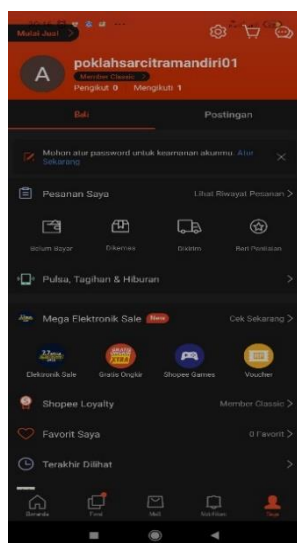 Mulai Jual
A
poklahsarcitramandiri01
Member Classic >
Pengikut 0 Mengikuti 1
Beli
Postingan
Mohon atur password untuk keamanan akunmu. Atur
Sekarang
Pesanan Saya
Lihat Riwayat Pesanan >
Belum Bayar
Dikemas
Dikirim
Beri Penilaian
Pulsa, Tagihan & Hiburan
Mega Elektronik Sale
New
Cek Sekarang >
GRATIS
XTRA
Elektronik Sale
Gratis Ongkir
Shopee Games
Voucher
Shopee Loyalty
Member Classic >
Favorit Saya
0 Favorit >
Terakhir Dilihat
Beranda
Feed
Mall
Notifikasi
Saya